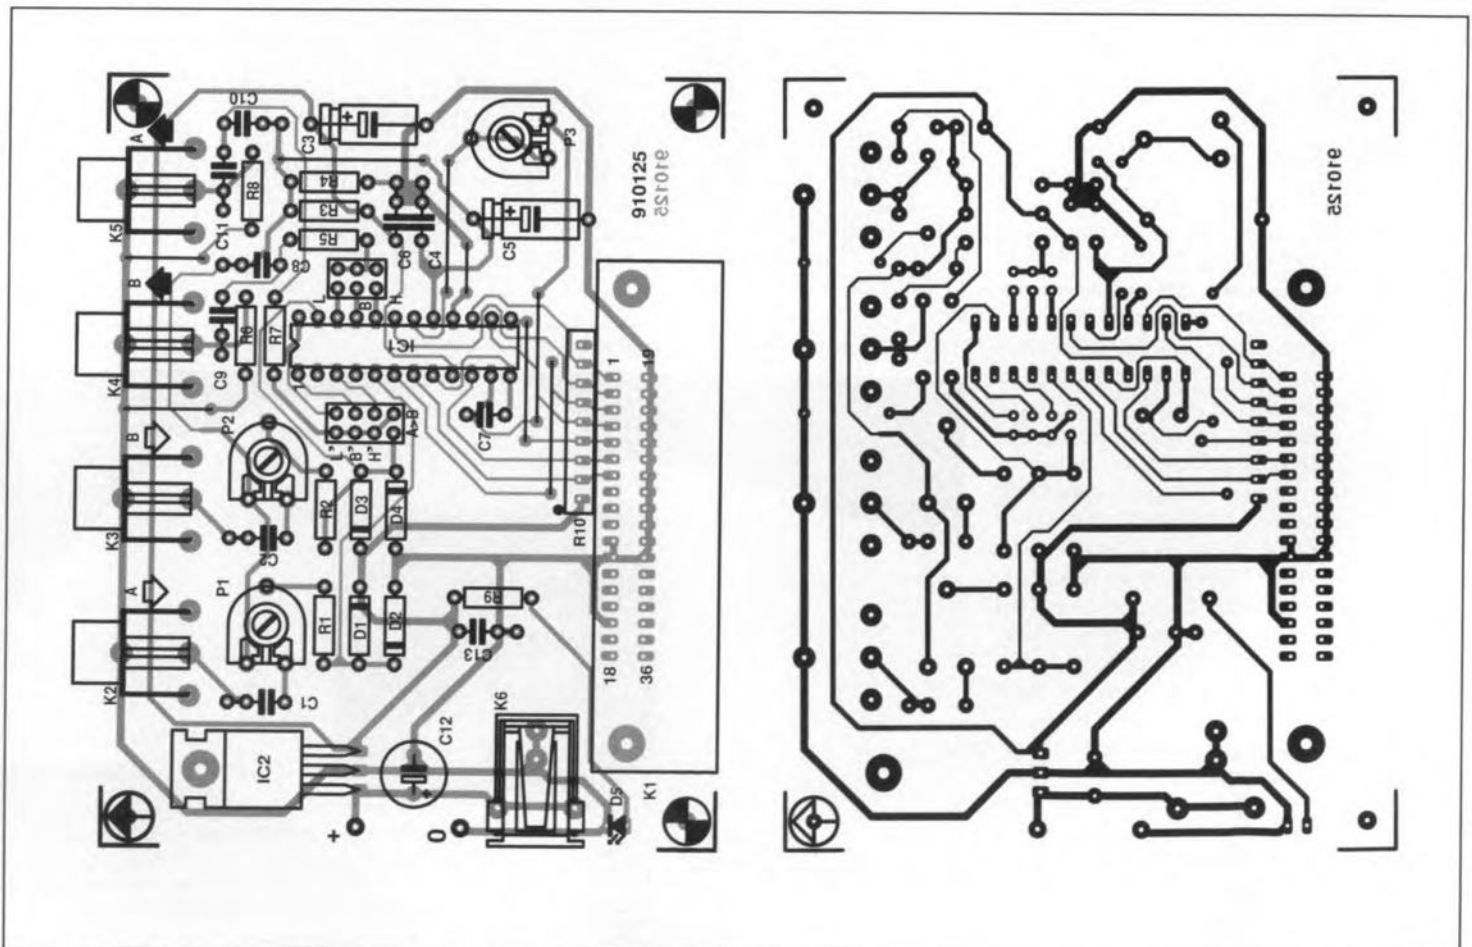 A
C10
C3
P3
R8
R4
R3
R5
C11
K5
C8
C6
C4
C5
910125
910125
B
L
B
H
R6
R7
IC1
C9
K4
P2
B
1
19
L'
B'
H'
A>B
C7
R2
D3
D4
R10
K3
C2
P1
A
R1
D1
D2
R9
C13
18
36
K2
C1
K6
IC2
C12
+
+
+
+
0
D5
K1
910125